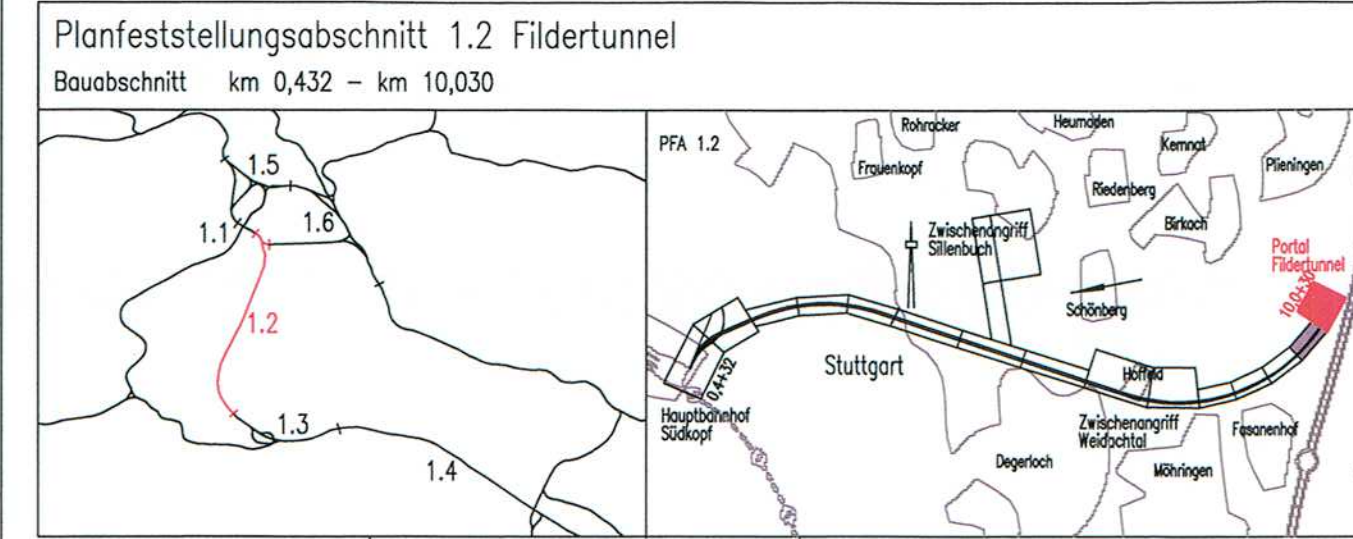 Planfeststellungsabschnitt 1.2 Fildertunnel
Bauabschnitt km 0,432 – km 10,030
1.5
1.6
1.1
1.2
1.3
1.4
PFA 1.2
Rohracker
Heumaden
Kemnat
Plieningen
Frauenkopf
Riedenberg
Birkach
Zwischenangriff
Sillenbuch
Portal
Fildertunnel
10,0+30
Schönberg
Stuttgart
Hoffeld
0,4+32
Hauptbahnhof
Südkopf
Zwischenangriff
Weidachtal
Fasanenhof
Degerloch
Möhringen